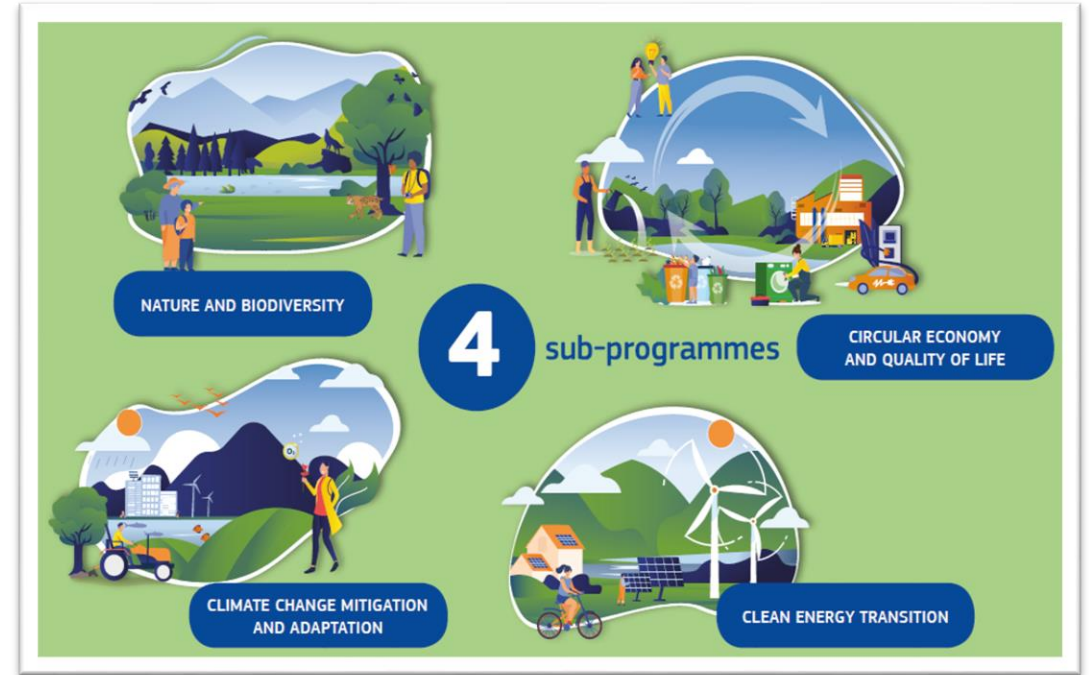 NATURE AND BIODIVERSITY
4
sub-programmes
CIRCULAR ECONOMY
AND QUALITY OF LIFE
O₃
CLIMATE CHANGE MITIGATION
AND ADAPTATION
CLEAN ENERGY TRANSITION